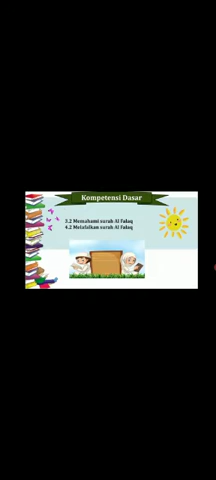 Kompetensi Dasar
3.2 Memahami surah Al Falaq
4.2 Melafalkan surah Al Falaq